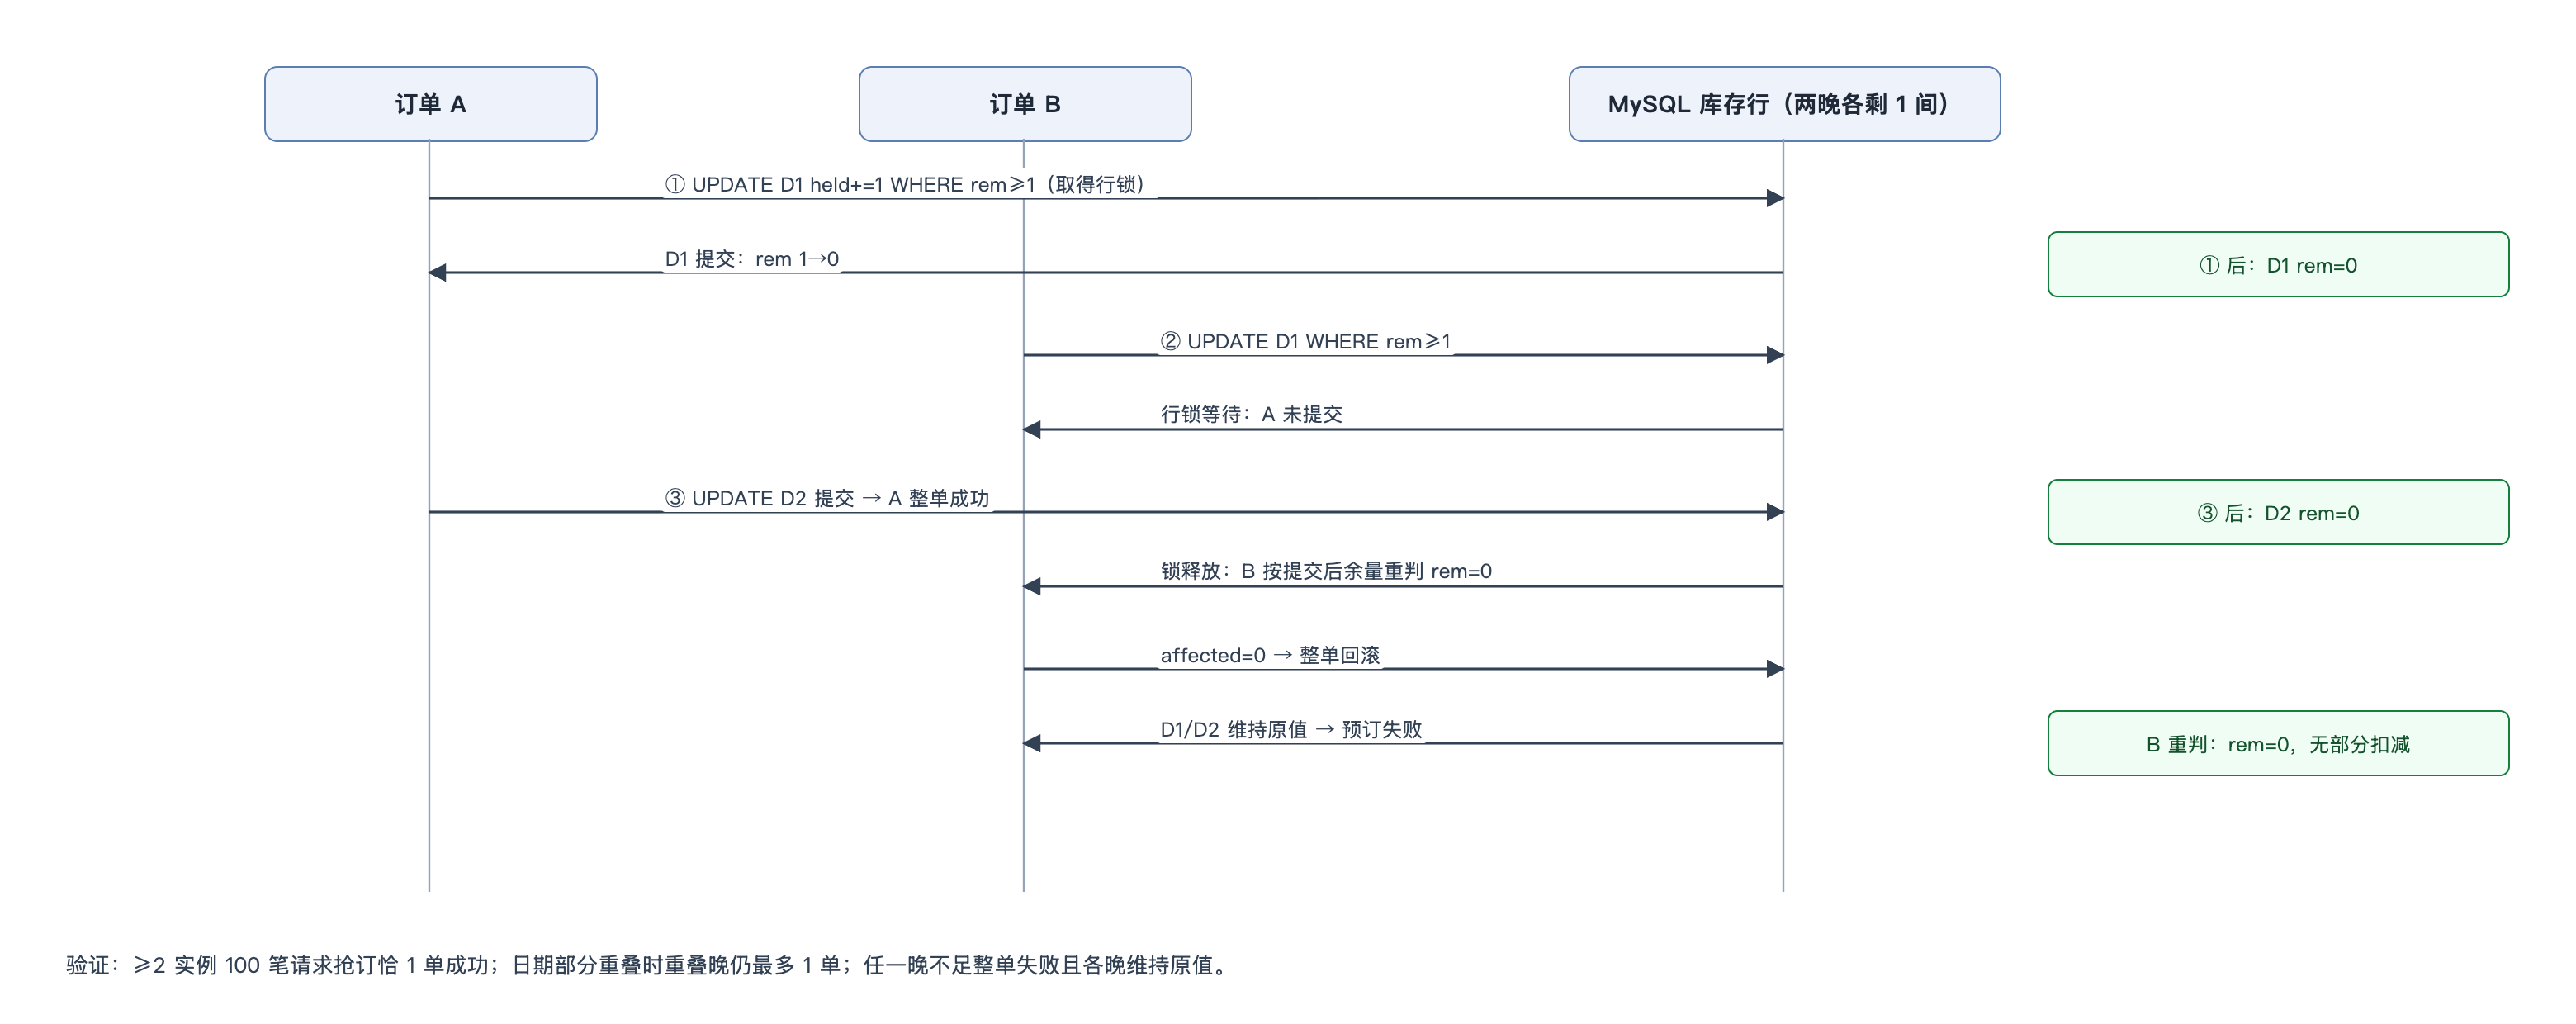 订单 A
订单 B
MySQL 库存行（两晚各剩 1 间）
① UPDATE D1 held+=1 WHERE rem≥1（取得行锁）
D1 提交：rem 1→0
① 后：D1 rem=0
② UPDATE D1 WHERE rem≥1
行锁等待：A 未提交
③ UPDATE D2 提交 → A 整单成功
③ 后：D2 rem=0
锁释放：B 按提交后余量重判 rem=0
affected=0 → 整单回滚
D1/D2 维持原值 → 预订失败
B 重判：rem=0，无部分扣减
验证：≥2 实例 100 笔请求抢订恰 1 单成功；日期部分重叠时重叠晚仍最多 1 单；任一晚不足整单失败且各晚维持原值。